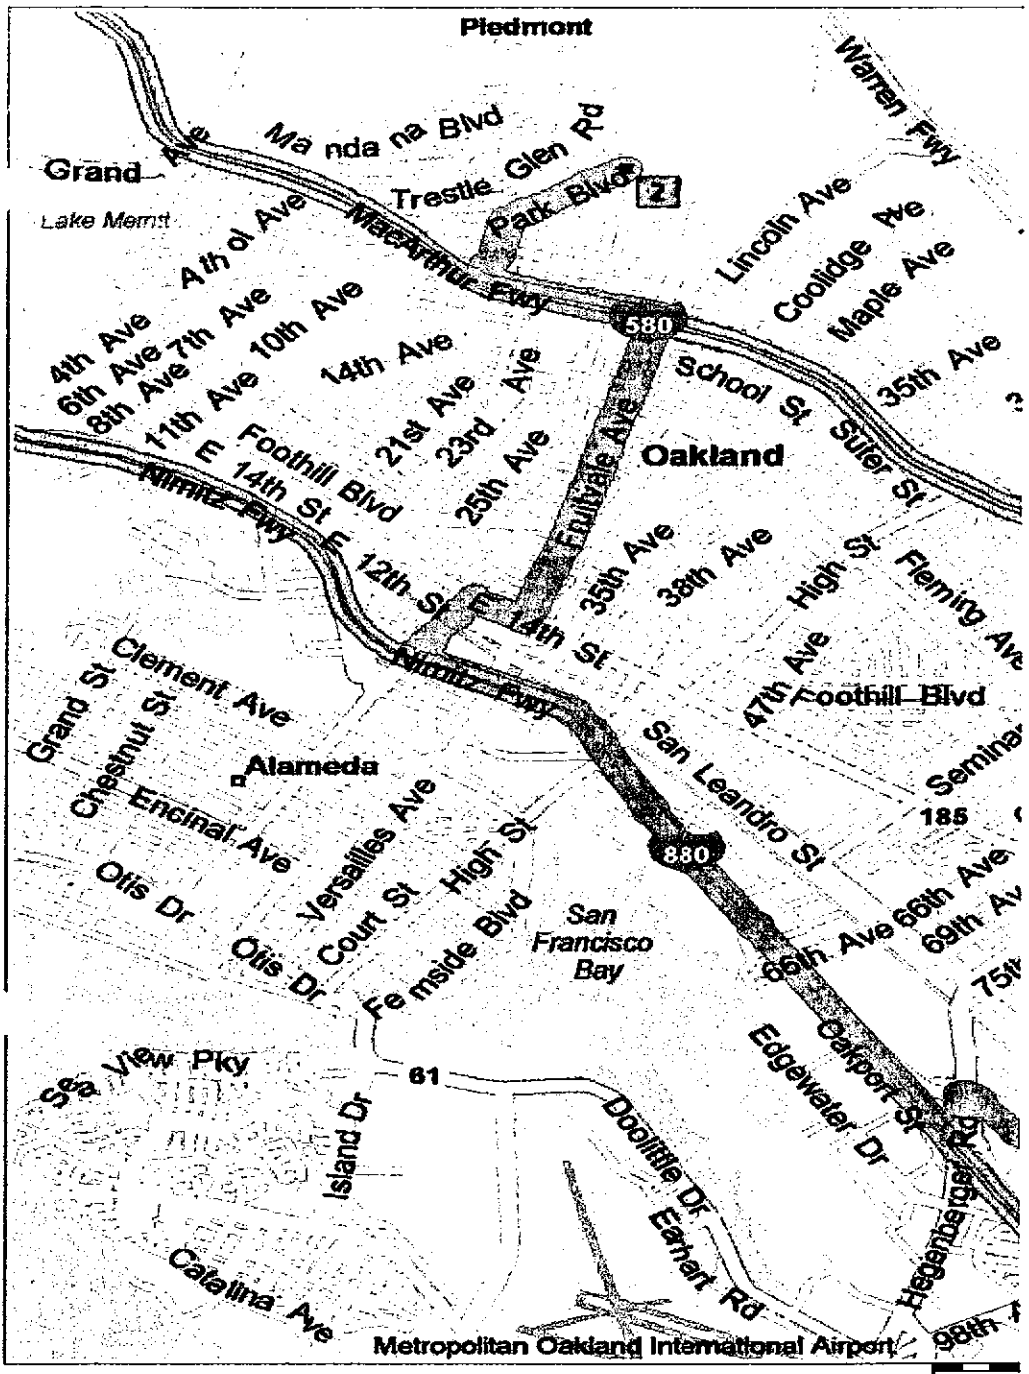 Piedmont
Warren Fwy
Mandana Blvd
Trestle Glen Rd
Grand Ave
Park Blvd
2
Lake Merritt
Athol Ave
MacArthur Fwy
Lincoln Ave
Coolidge Ave
Maple Ave
4th Ave
6th Ave
7th Ave
8th Ave
10th Ave
11th Ave
14th Ave
580
School St
35th Ave
21st Ave
23rd Ave
25th Ave
Fruitvale Ave
Oakland
Suter St
Foothill Blvd
E 14th St
Nimitz Fwy
E 12th St
35th Ave
38th Ave
High St
Fleming Ave
E 14th St
Nimitz Fwy
47th Ave
Foothill Blvd
Clement Ave
Grand St
Chestnut St
Alameda
Encinal Ave
San Leandro St
Seminar
185
Versailles Ave
High St
880
Otis Dr
Court St
Fernside Blvd
San
Francisco
Bay
66th Ave
66th Ave
69th Av
75th
Otis Dr
Sea View Pky
61
Edgewater Dr
Oakport St
Island Dr
Doolittle Dr
Earhart Rd
Hegenberger Rd
Catalina Ave
Metropolitan Oakland International Airport
98th